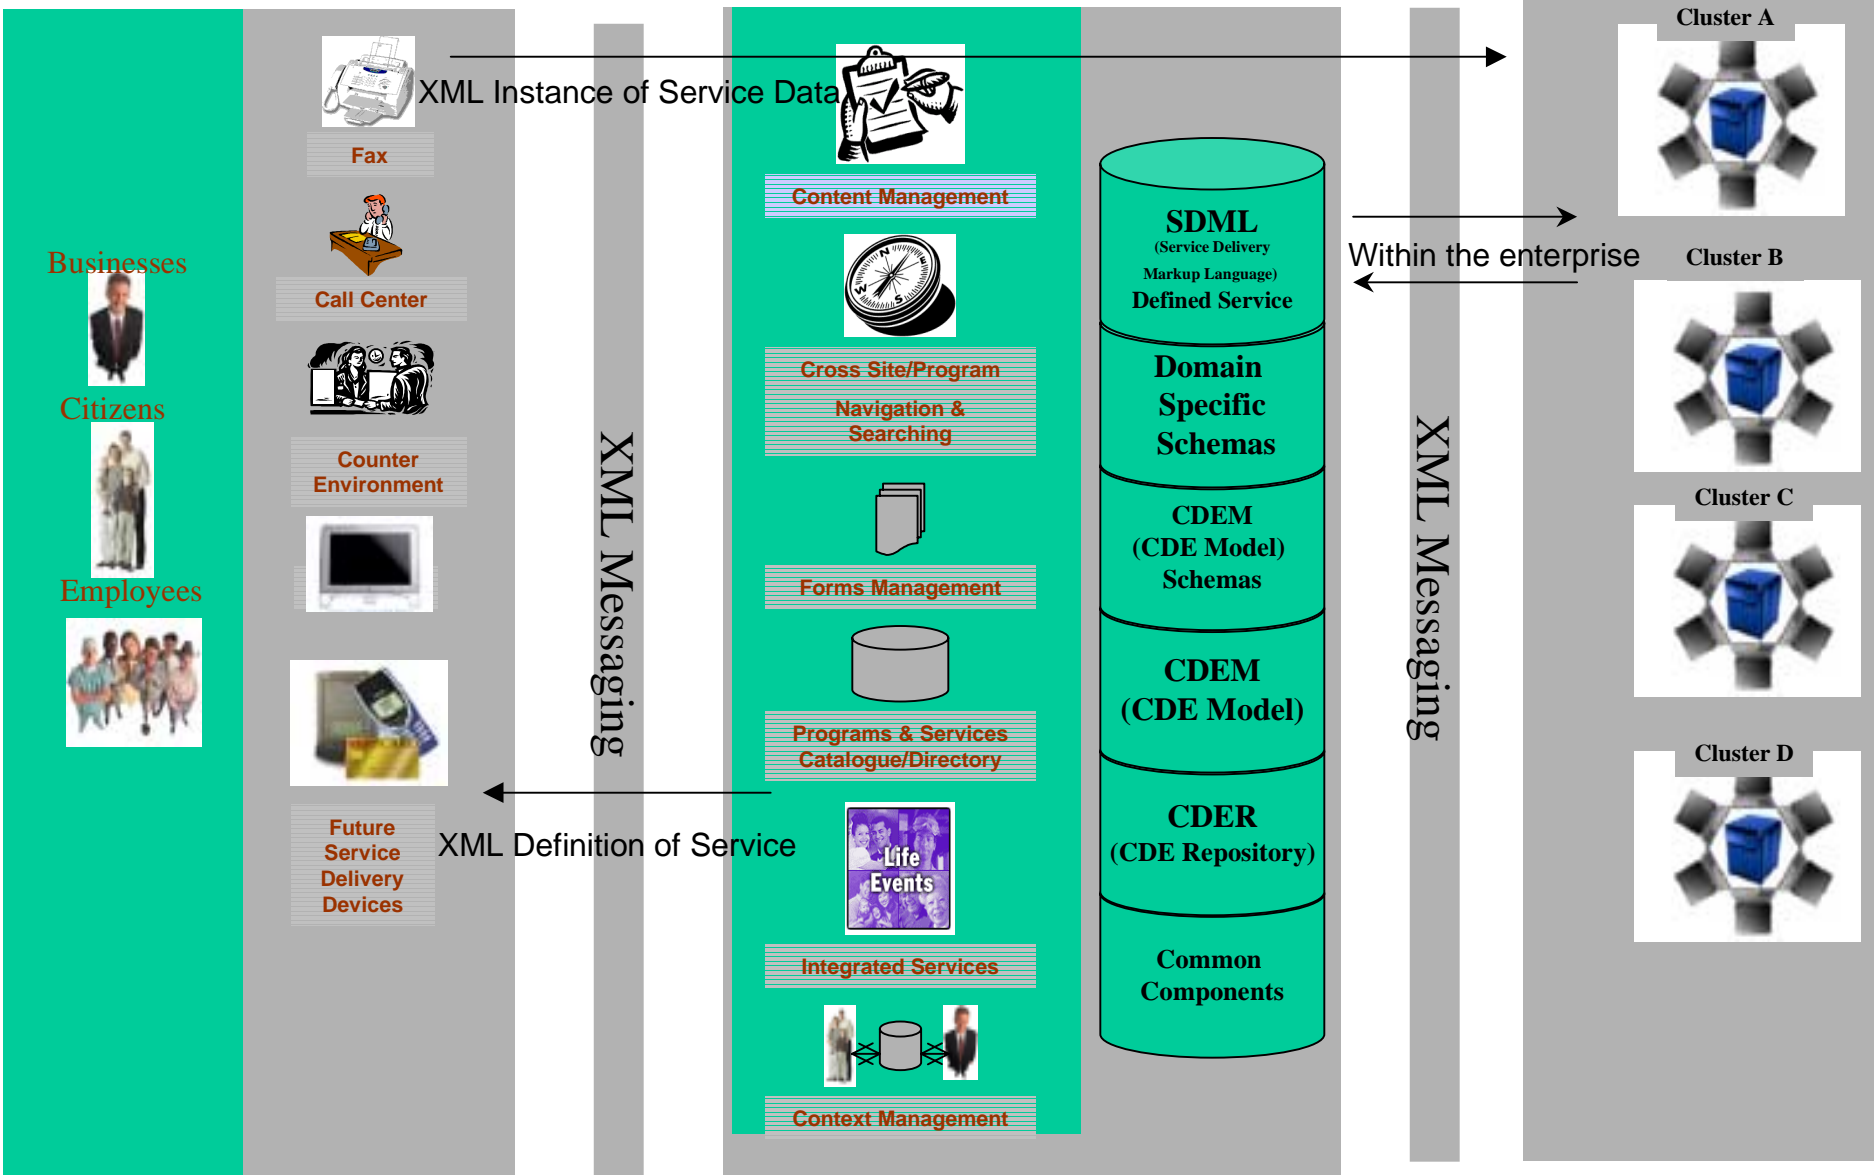 Businesses
Citizens
Employees
Fax
Call Center
Counter
Environment
Future
Service
Delivery
Devices
XML Messaging
XML Instance of Service Data
XML Definition of Service
Content Management
Cross Site/Program
Navigation &
Searching
Forms Management
Programs & Services
Catalogue/Directory
Life
Events
Integrated Services
Context Management
SDML
(Service Delivery
Markup Language)
Defined Service
Domain
Specific
Schemas
CDEM
(CDE Model)
Schemas
CDEM
(CDE Model)
CDER
(CDE Repository)
Common
Components
Within the enterprise
XML Messaging
Cluster A
Cluster B
Cluster C
Cluster D